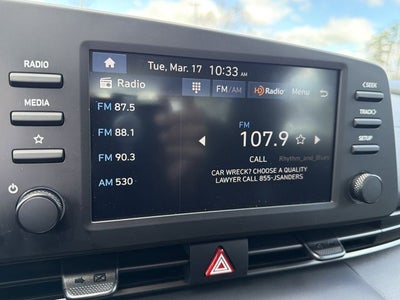 Tue, Mar. 17 10:33 AM
RADIO
MEDIA
Radio
FM/AM
HD Radio
Menu
FM 87.5
FM 88.1
FM 90.3
AM 530
FM
107.9
CALL
Rhythm_and_Blues
CAR WRECK? CHOOSE A QUALITY
LAWYER CALL 855-JSANDERS
SEEK
TRACK
SETUP